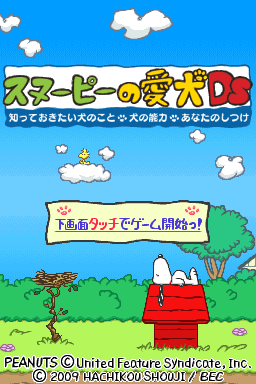 スヌーピーの愛犬DS
知っておきたい犬のこと 犬の能力 あなたのしつけ
下画面タッチでゲーム開始っ!
PEANUTS © United Feature Syndicate, Inc.
© 2009 HACHIKOU SHOUJI / BEC